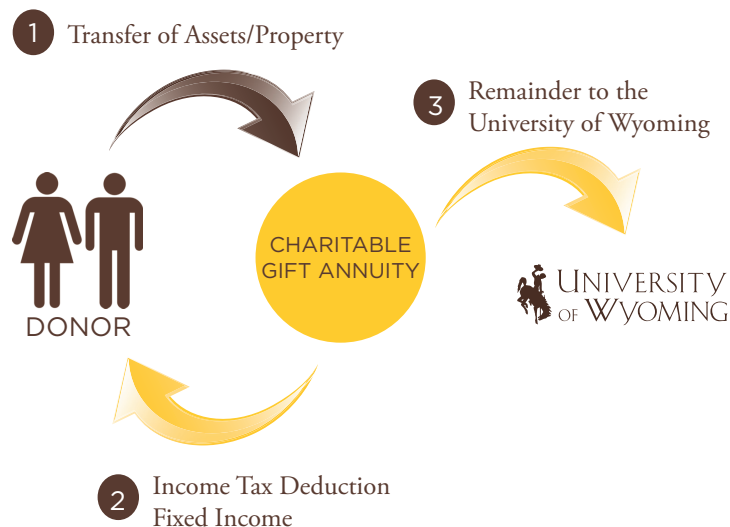 1 Transfer of Assets/Property
3 Remainder to the
University of Wyoming
CHARITABLE
GIFT ANNUITY
DONOR
UNIVERSITY
OF WYOMING
2 Income Tax Deduction
Fixed Income